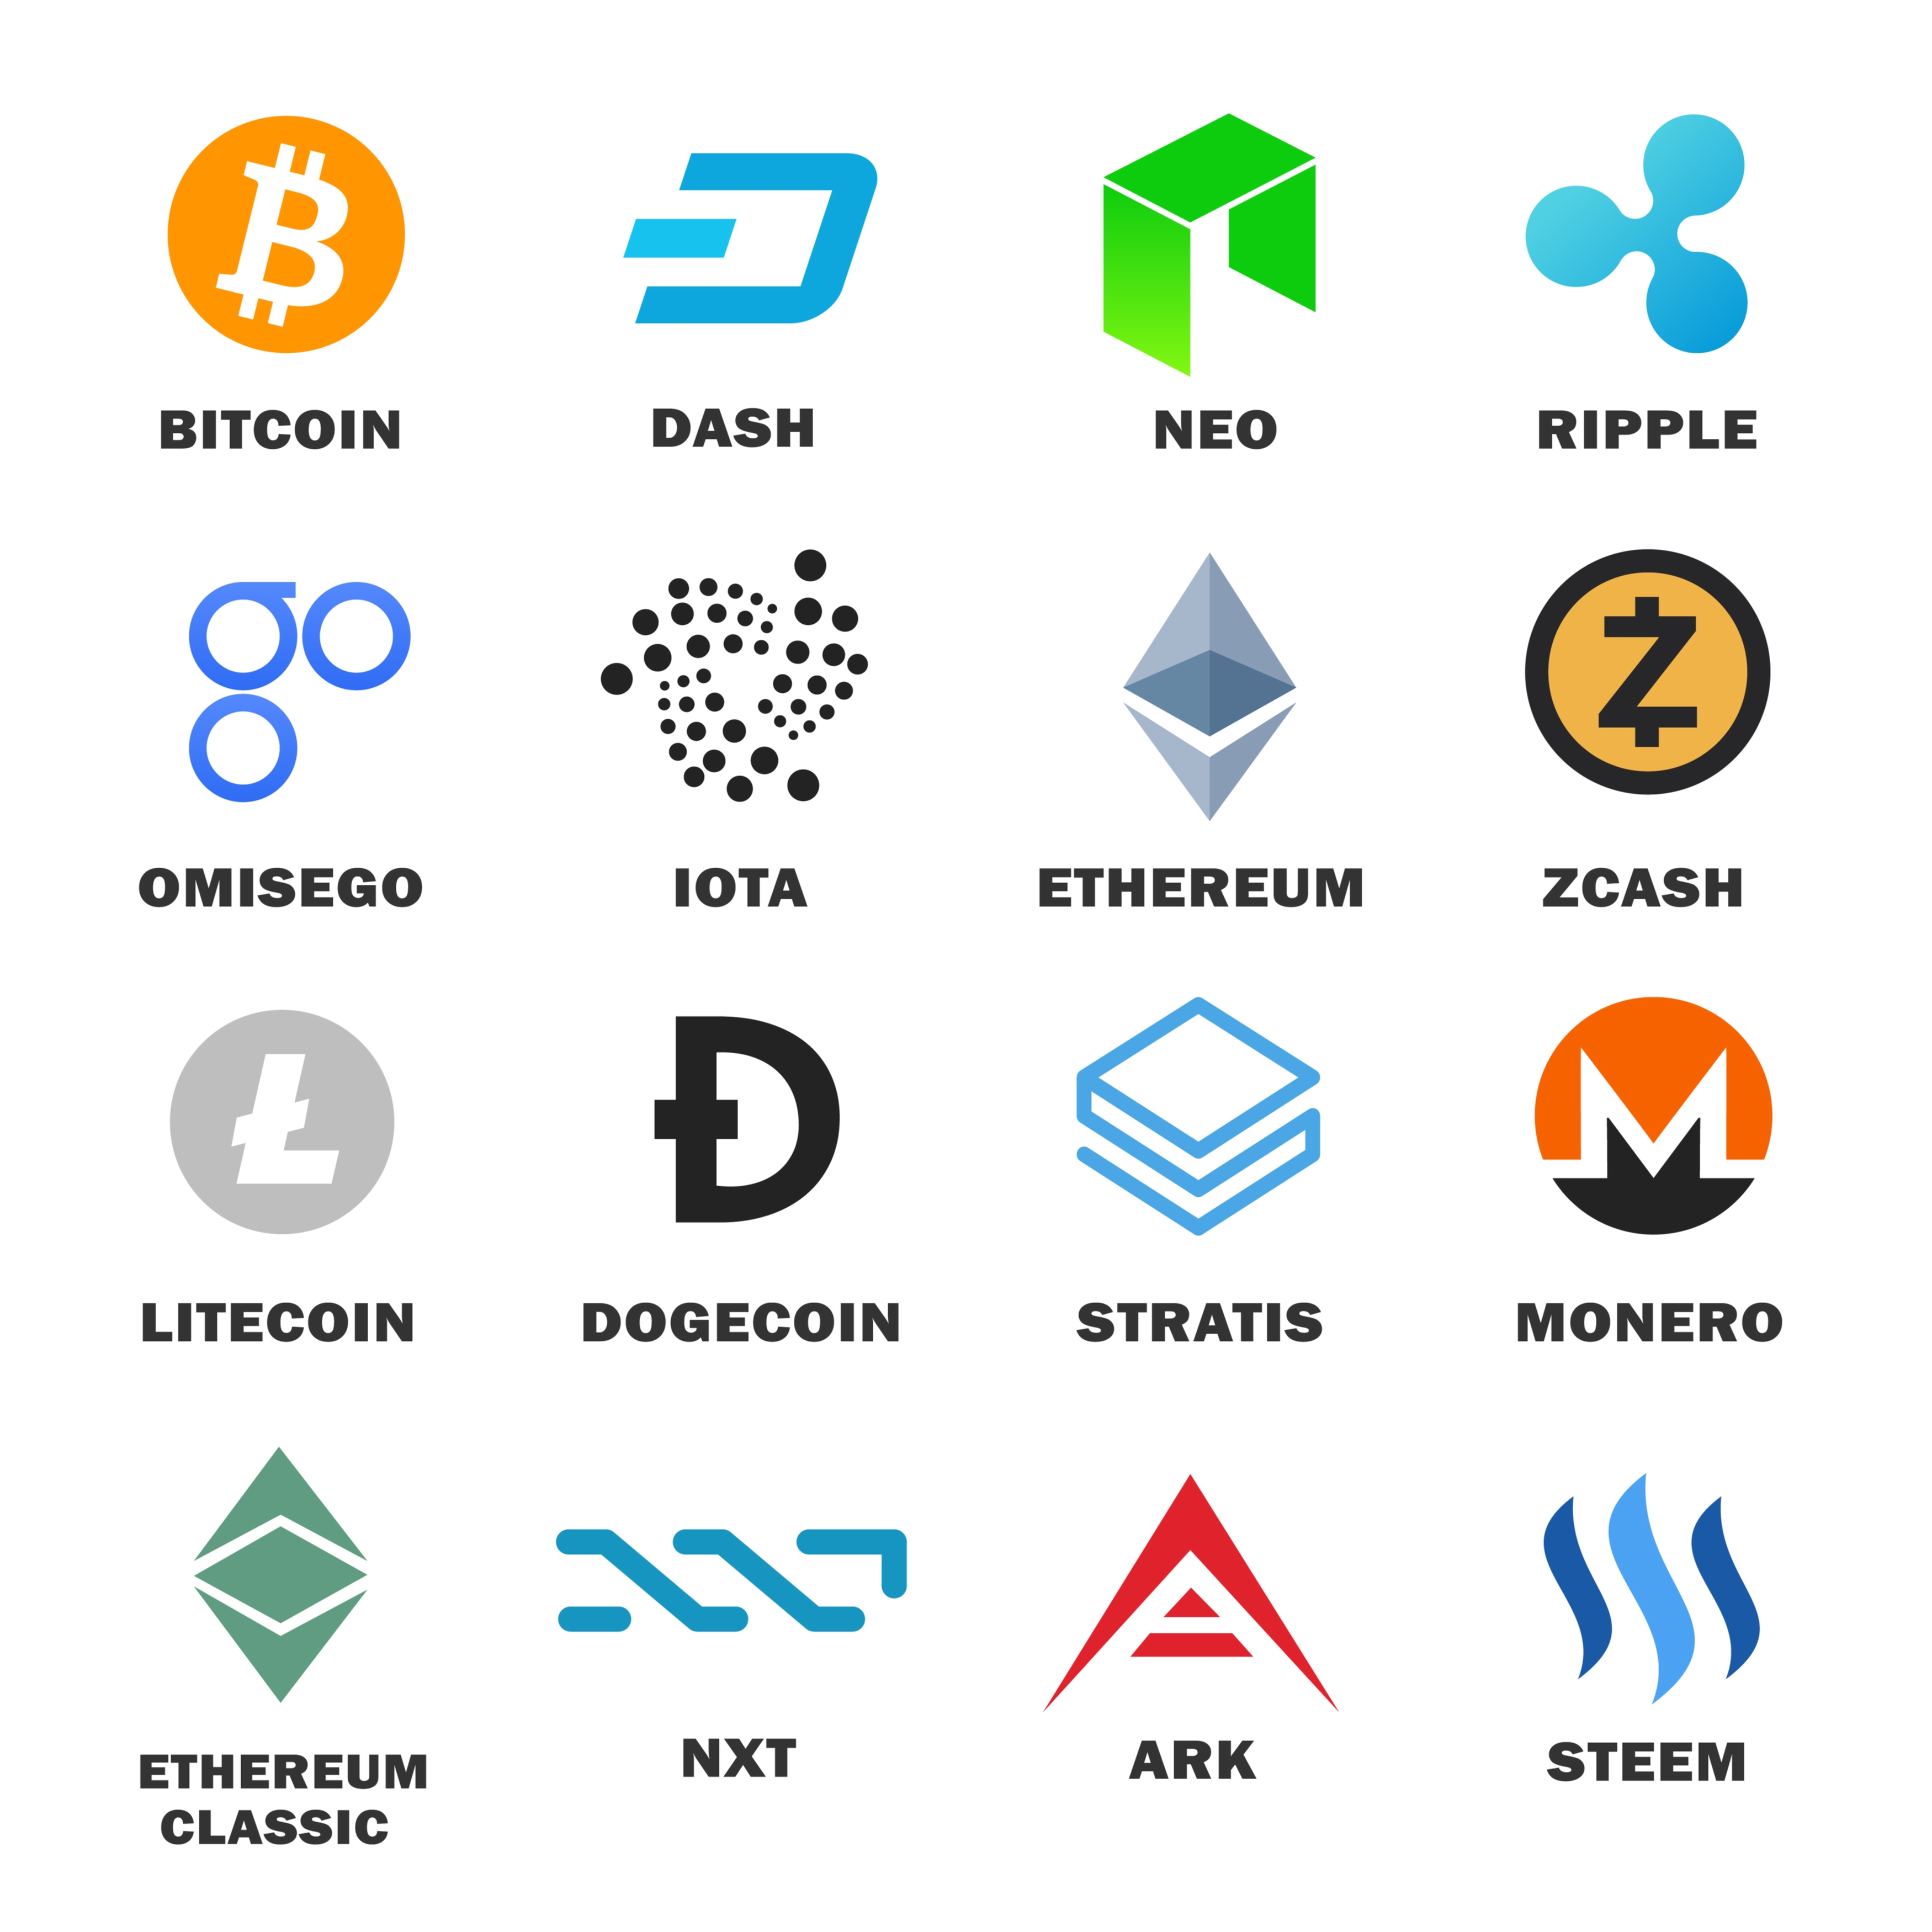 BITCOIN
DASH
NEO
RIPPLE
OMISEGO
IOTA
ETHEREUM
ZCASH
LITECOIN
DOGECOIN
STRATIS
MONERO
ETHEREUM
CLASSIC
NXT
ARK
STEEM